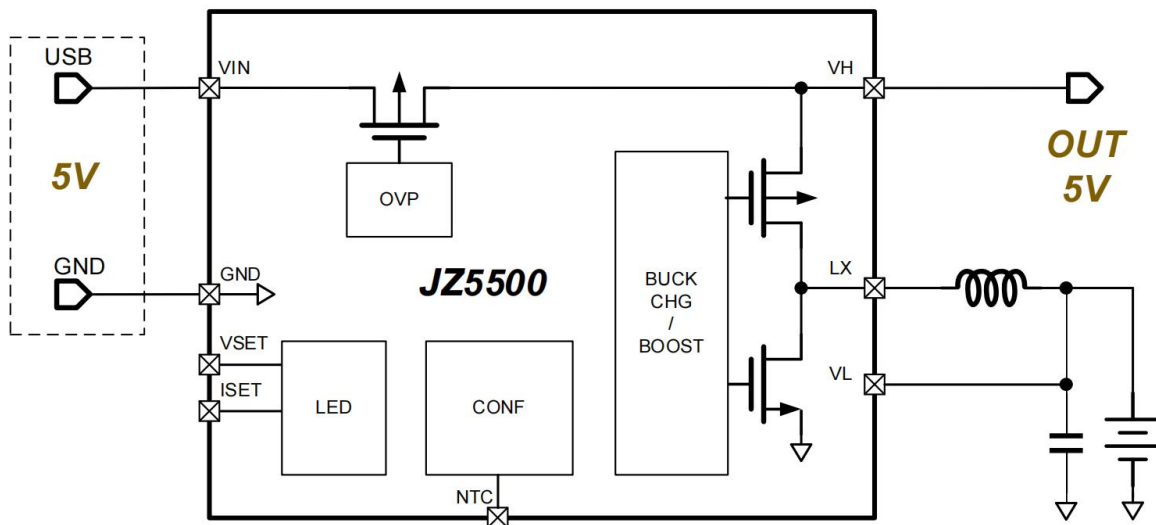 USB
VIN
VH
5V
OVP
OUT
5V
GND
GND
JZ5500
BUCK
CHG
/
BOOST
LX
VSET
ISET
LED
CONF
VL
NTC